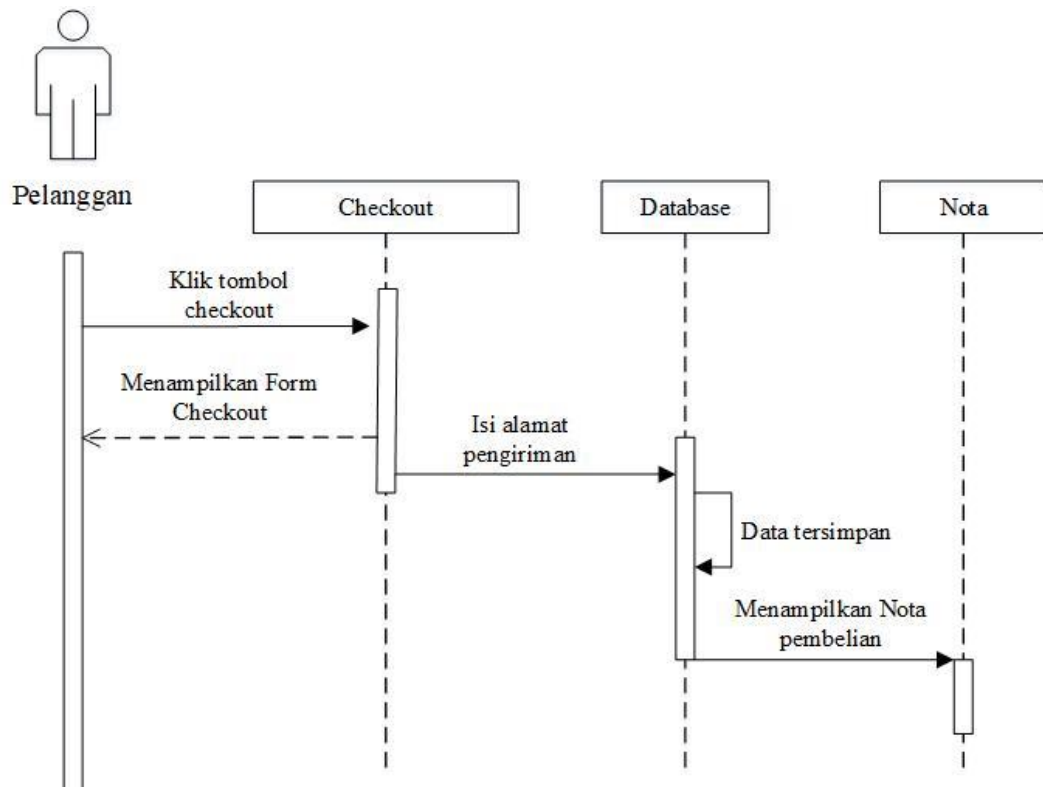 Pelanggan
Checkout
Database
Nota
Klik tombol
checkout
Menampilkan Form
Checkout
Isi alamat
pengiriman
Data tersimpan
Menampilkan Nota
pembelian